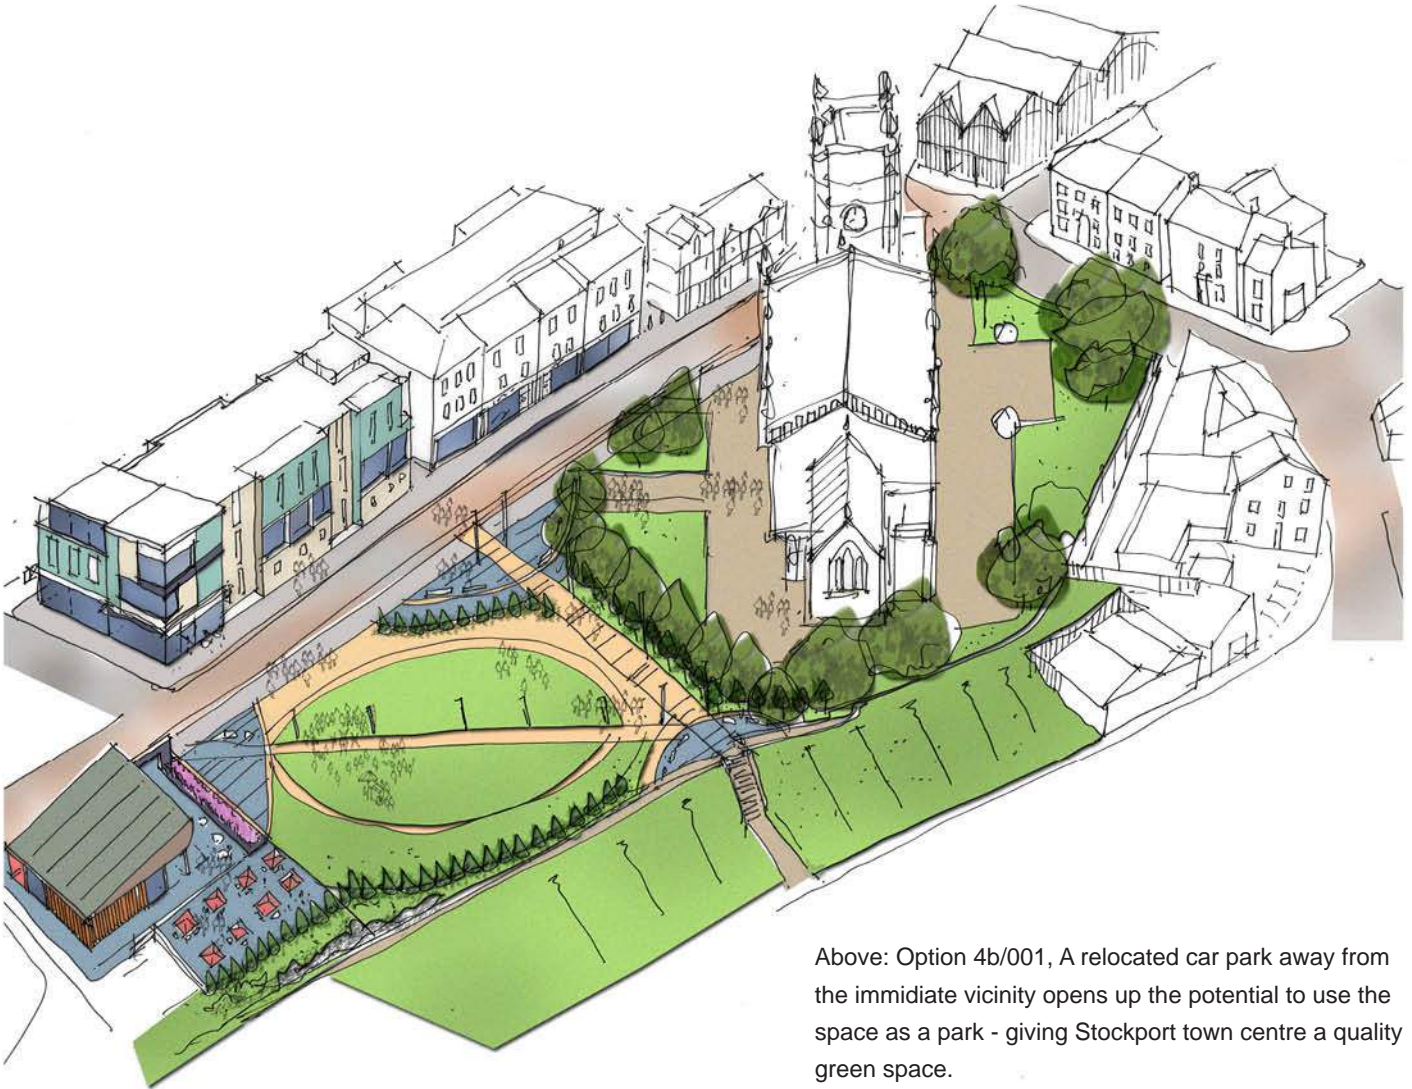 Above: Option 4b/001, A relocated car park away from
the immidiate vicinity opens up the potential to use the
space as a park - giving Stockport town centre a quality
green space.